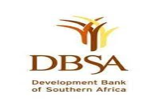 DBSA
Development Bank
of Southern Africa